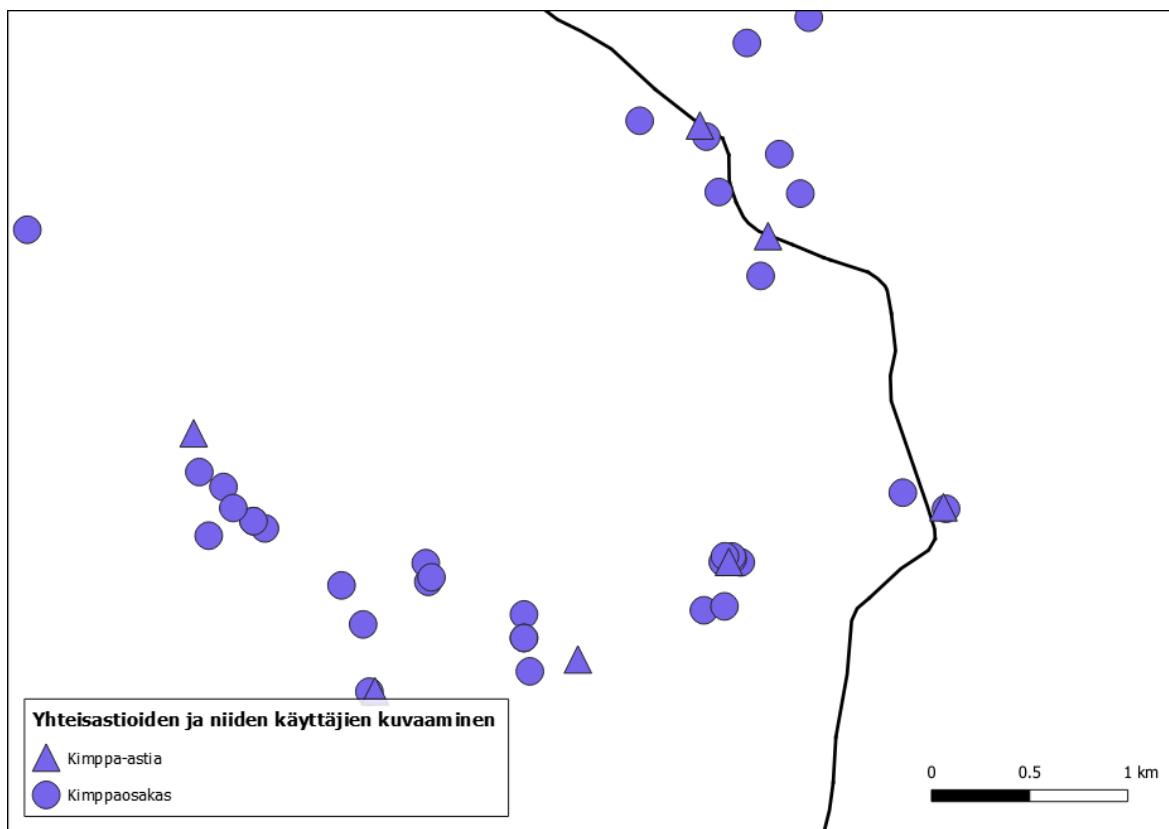 Yhteisastioiden ja niiden käyttäjien kuvaaminen
Kimppa-astia
Kimppaosakas
0 0.5 1 km